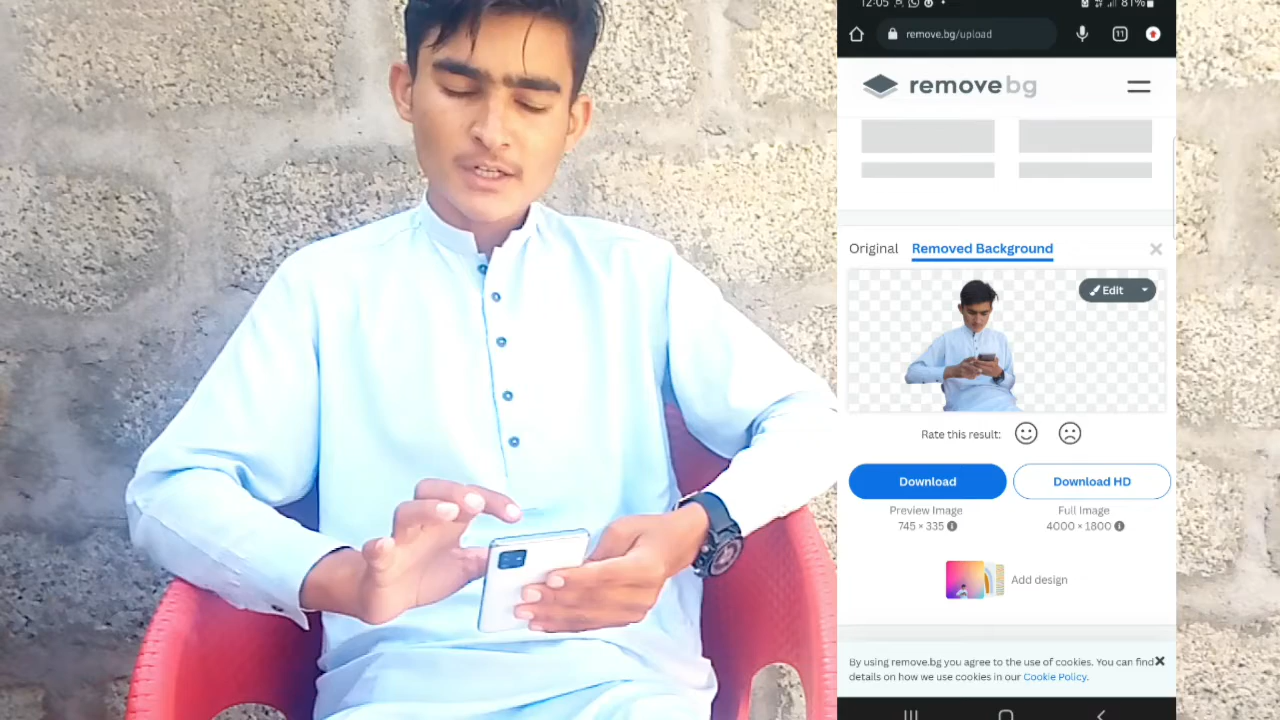 12:05
81%
remove.bg/upload
11
removebg
Original Removed Background
Edit
Rate this result:
Download Download HD
Preview Image Full Image
745 × 335 4000 × 1800
Add design
By using remove.bg you agree to the use of cookies. You can find
details on how we use cookies in our Cookie Policy.